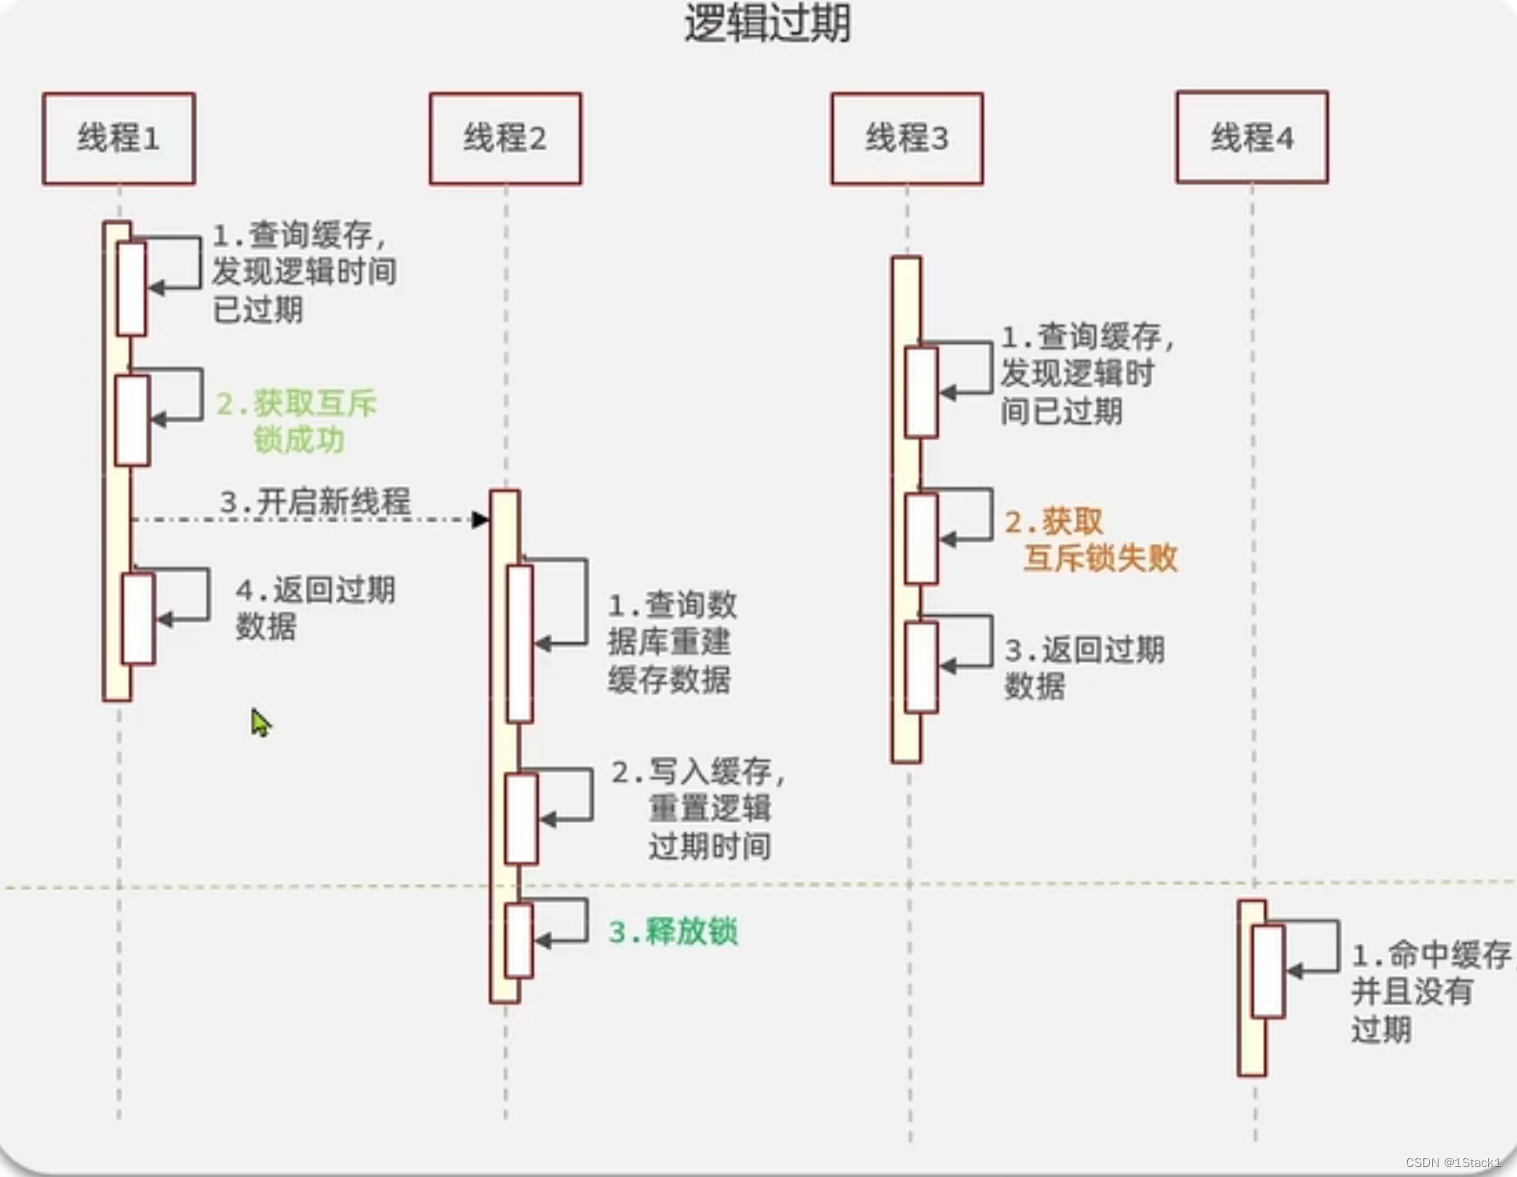 逻辑过期
线程1
线程2
线程3
线程4
1.查询缓存,
发现逻辑时间
已过期
2.获取互斥
锁成功
3.开启新线程
4.返回过期
数据
1.查询数
据库重建
缓存数据
2.写入缓存,
重置逻辑
过期时间
3.释放锁
1.查询缓存,
发现逻辑时
间已过期
2.获取
互斥锁失败
3.返回过期
数据
1.命中缓存,
并且没有
过期
CSDN @1Stack1